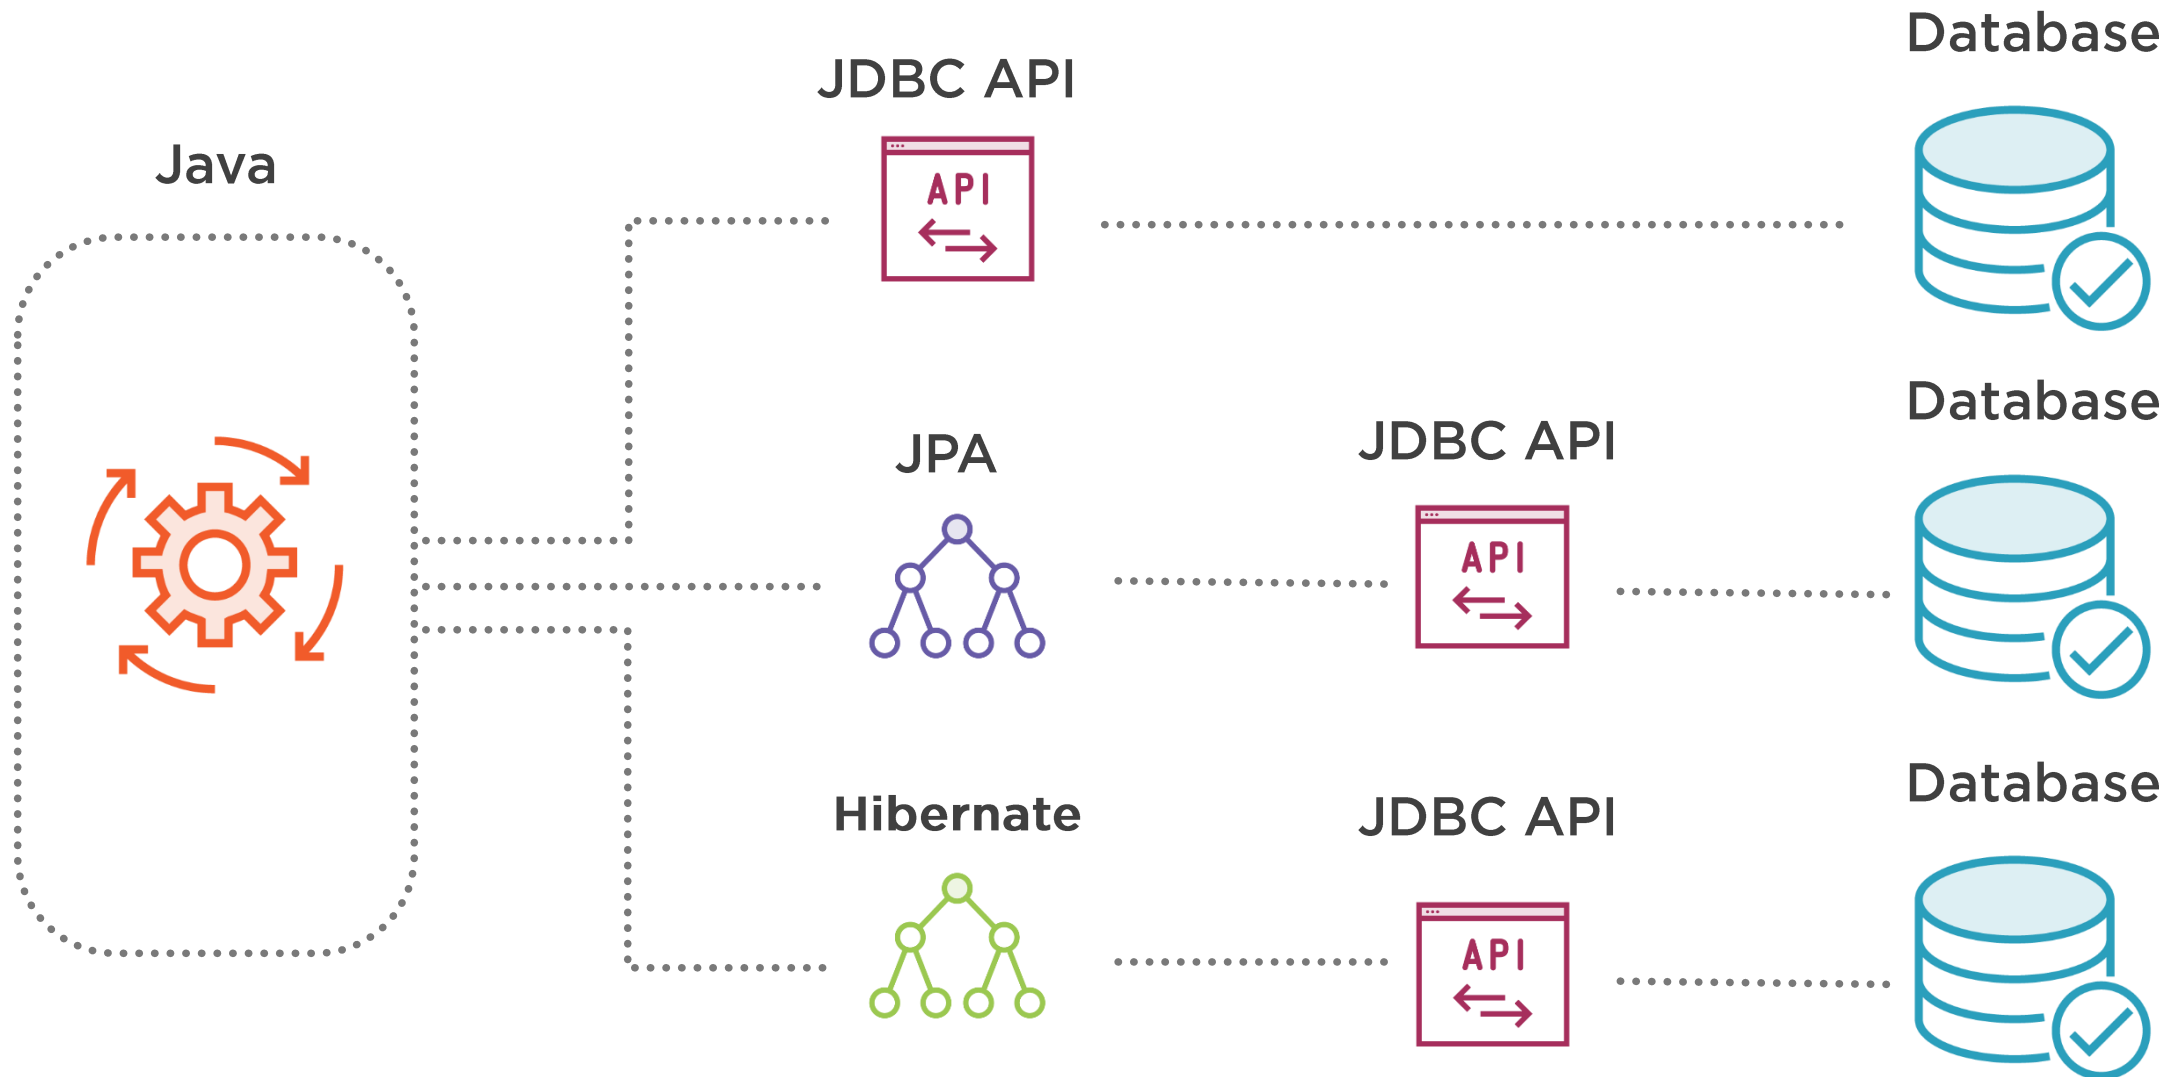 Java
JDBC API
API
Database
JPA
JDBC API
API
Database
Hibernate
JDBC API
API
Database